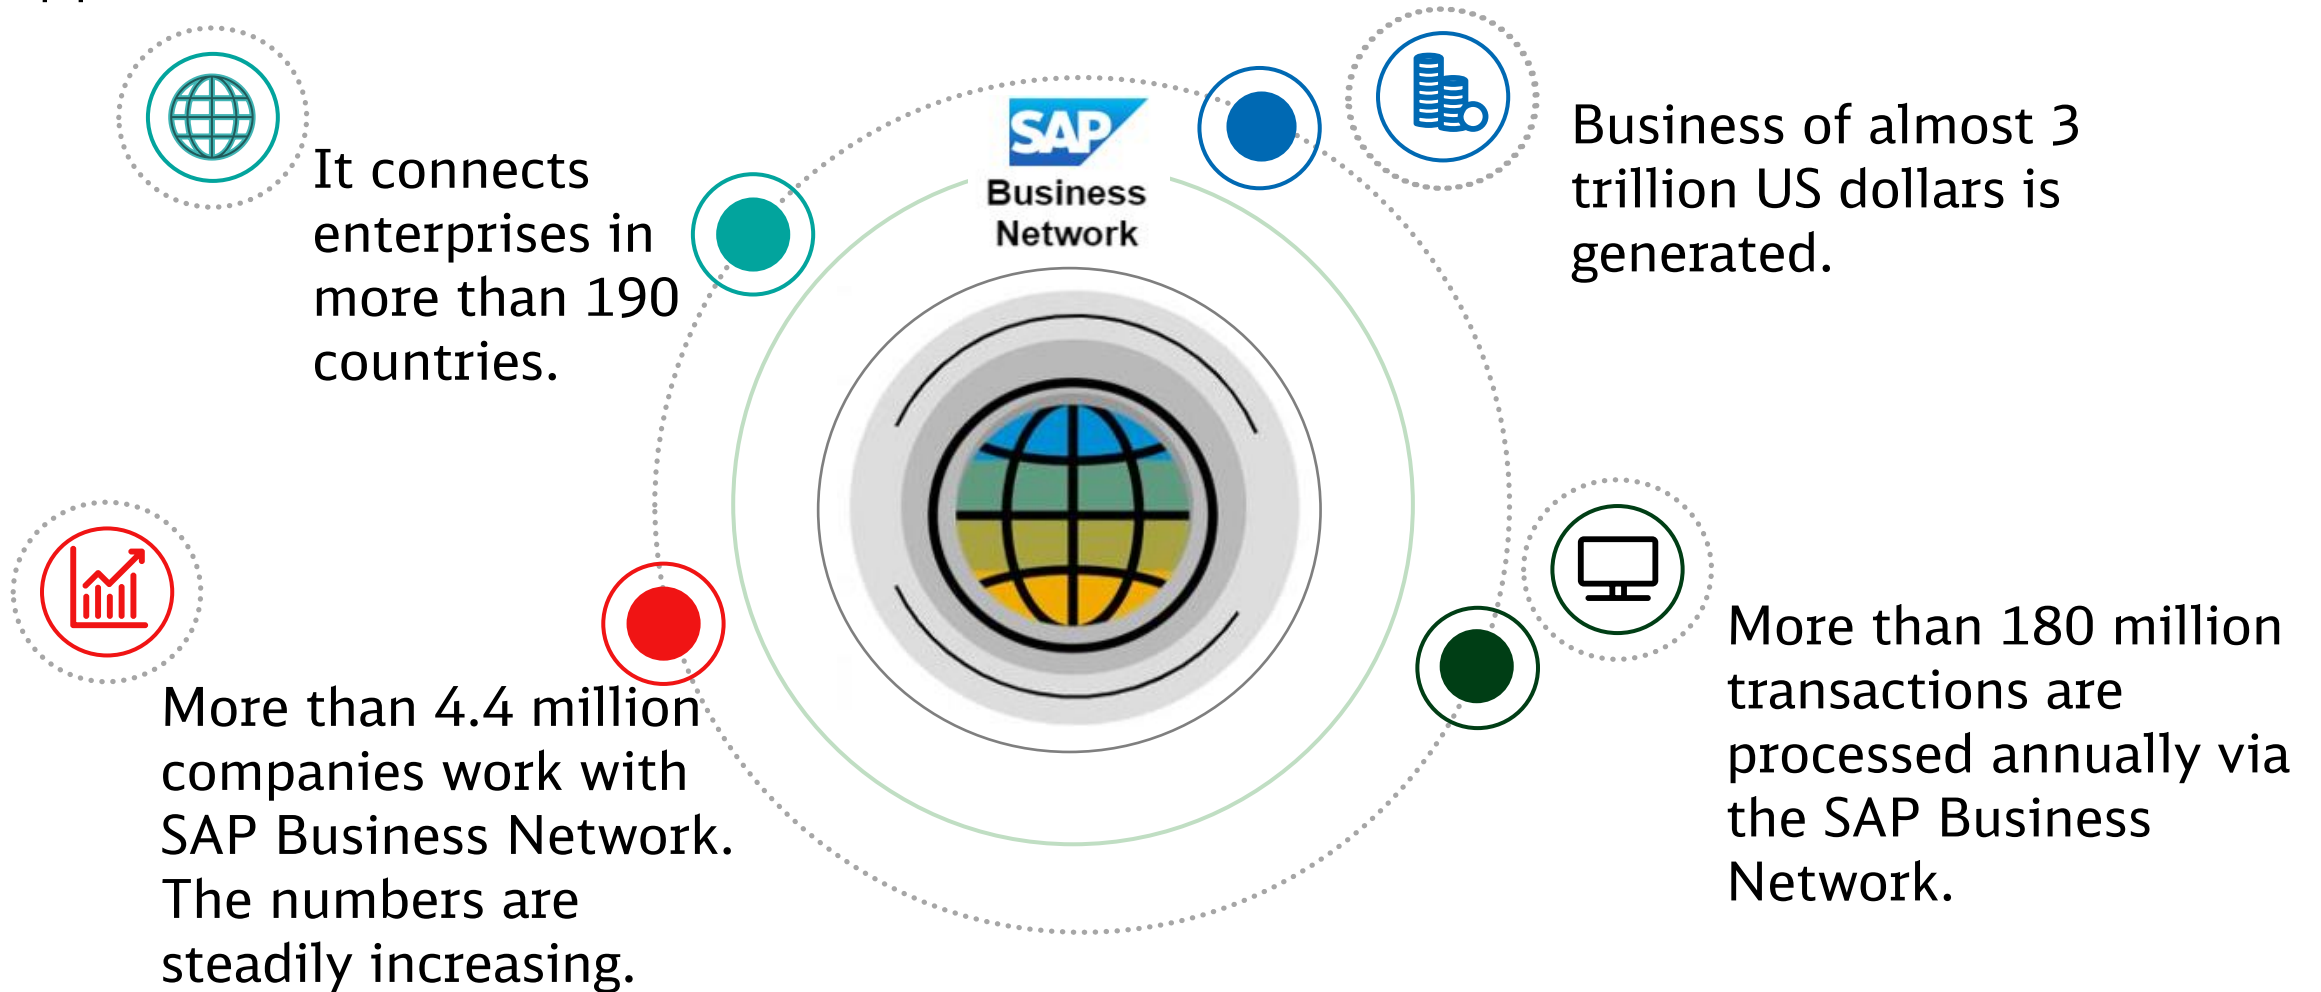 It connects
enterprises in
more than 190
countries.
SAP
Business
Network
Business of almost 3
trillion US dollars is
generated.
More than 4.4 million
companies work with
SAP Business Network.
The numbers are
steadily increasing.
More than 180 million
transactions are
processed annually via
the SAP Business
Network.